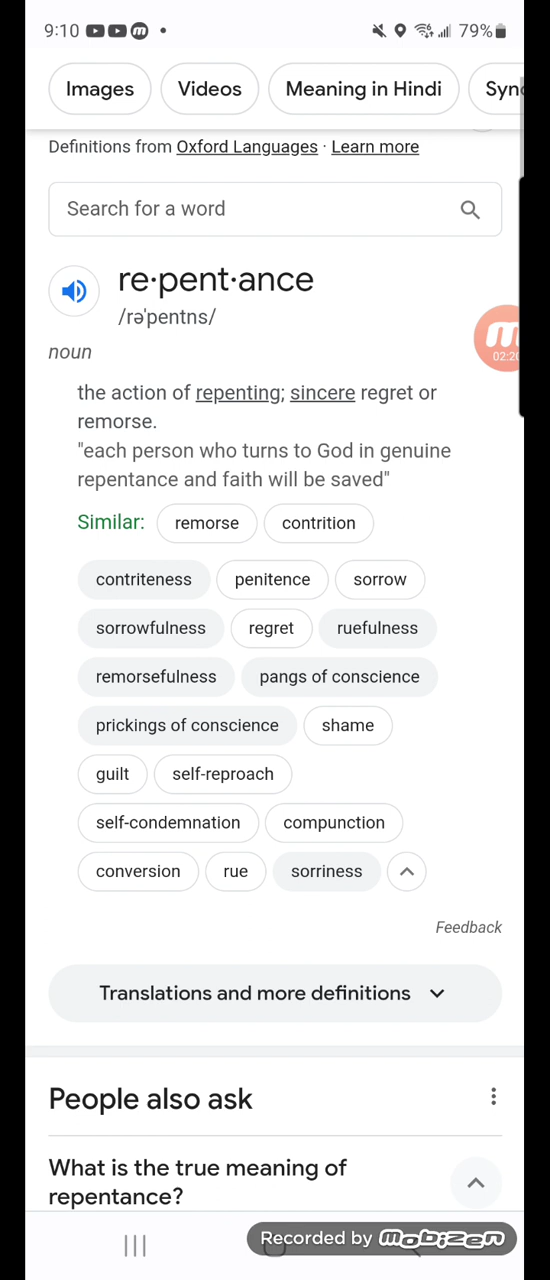 9:10 79%
Images Videos Meaning in Hindi Syn
Definitions from Oxford Languages · Learn more
Search for a word
re·pent·ance
/rəˈpentns/
02:20
noun
the action of repenting; sincere regret or
remorse.
"each person who turns to God in genuine
repentance and faith will be saved"
Similar: remorse contrition
contriteness penitence sorrow
sorrowfulness regret ruefulness
remorsefulness pangs of conscience
prickings of conscience shame
guilt self-reproach
self-condemnation compunction
conversion rue sorriness
Feedback
Translations and more definitions
People also ask
What is the true meaning of
repentance?
Recorded by mobizen